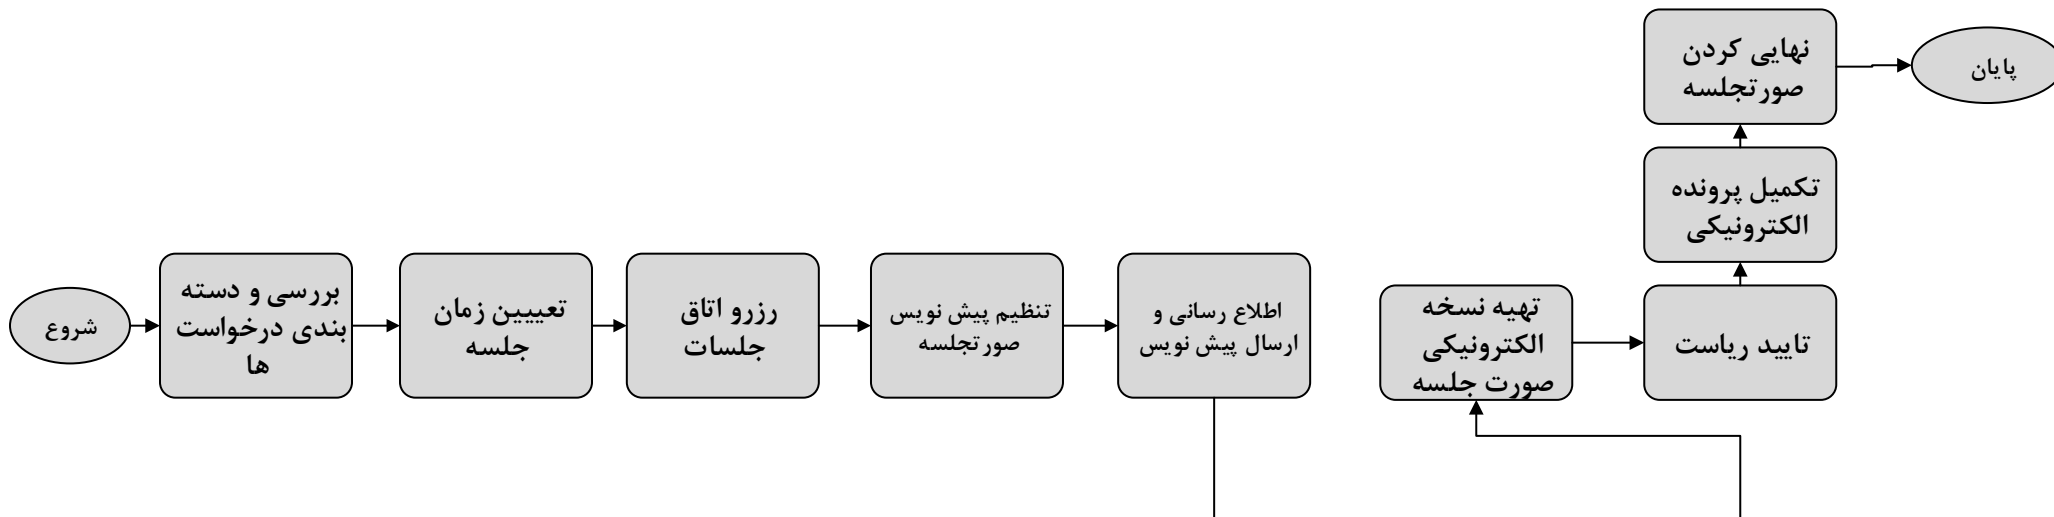 شروع
بررسی و دسته
بندی درخواست
ها
تعییین زمان
جلسه
رزرو اتاق
جلسات
تنظیم پیش نویس
صورتجلسه
اطلاع رسانی و
ارسال پیش نویس
تهیه نسخه
الکترونیکی
صورت جلسه
تایید ریاست
تکمیل پرونده
الکترونیکی
نهایی کردن
صورتجلسه
پایان